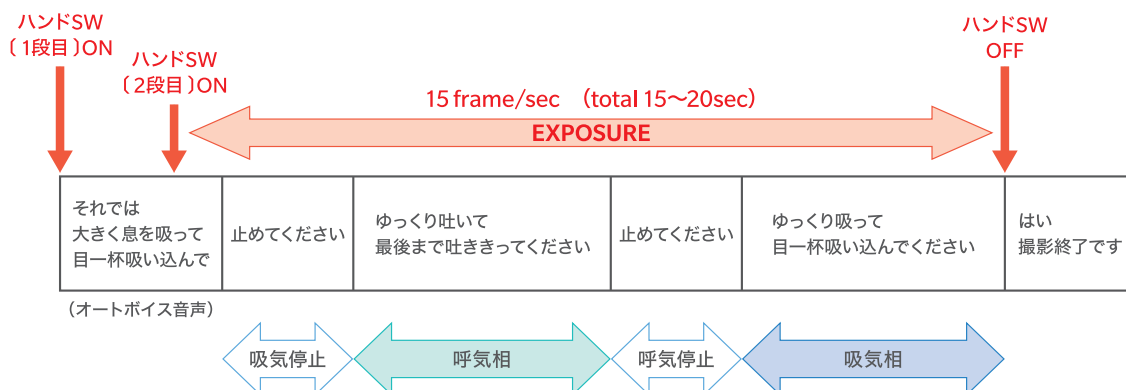 ハンドSW
〔1段目〕ON
ハンドSW
〔2段目〕ON
ハンドSW
OFF
15 frame/sec （total 15〜20sec）
EXPOSURE
それでは
大きく息を吸って
目一杯吸い込んで
止めてください
ゆっくり吐いて
最後まで吐ききってください
止めてください
ゆっくり吸って
目一杯吸い込んでください
はい
撮影終了です
（オートボイス音声）
吸気停止
呼気相
呼気停止
吸気相